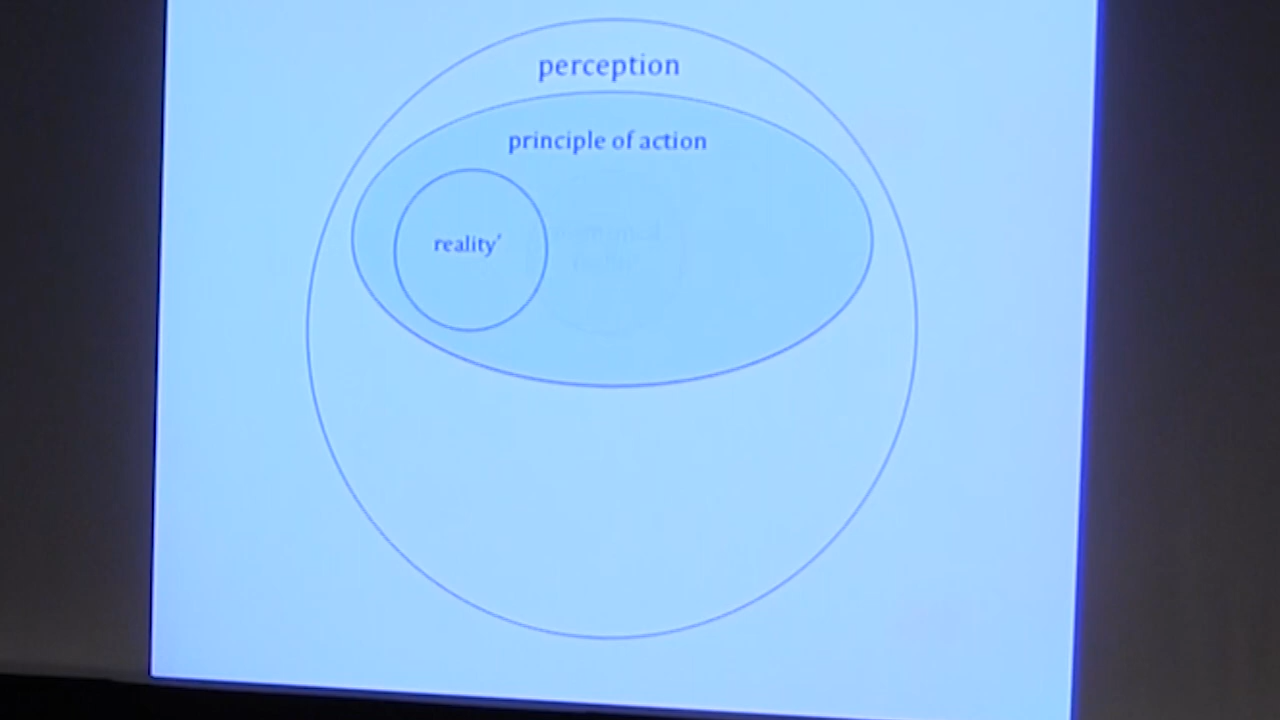 perception
principle of action
reality′